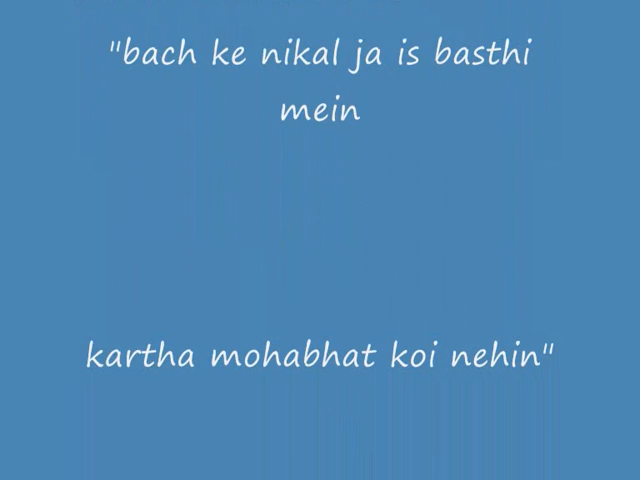 "bach ke nikal ja is basthi
mein
kartha mohabhat koi nehin"